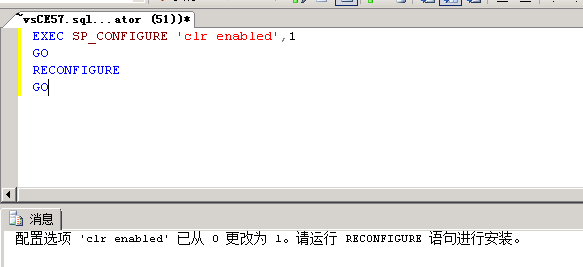 ~vsCE57.sql...ator (51))*
EXEC SP_CONFIGURE 'clr enabled',1
GO
RECONFIGURE
GO
消息
配置选项 'clr enabled' 已从 0 更改为 1。请运行 RECONFIGURE 语句进行安装。